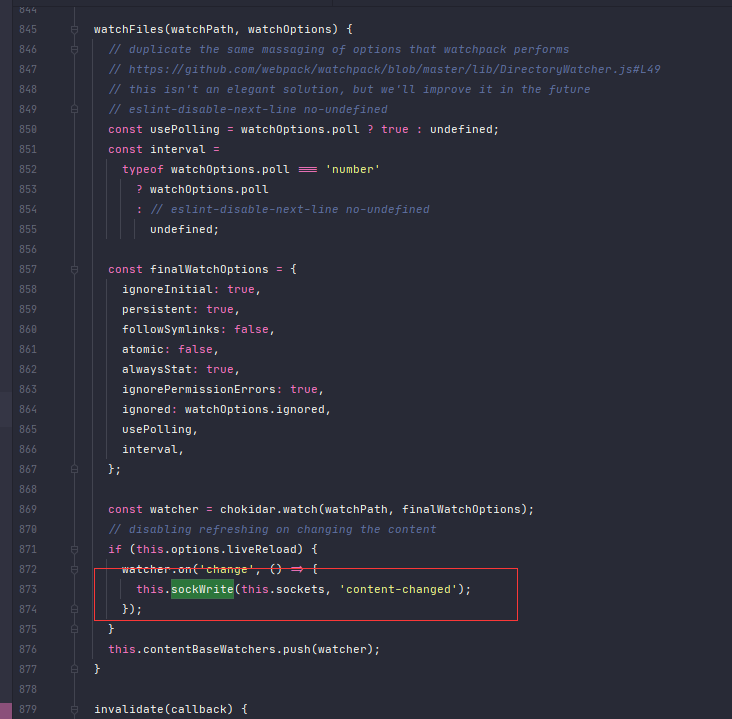 844
845 watchFiles(watchPath, watchOptions) {
846 // duplicate the same massaging of options that watchpack performs
847 // https://github.com/webpack/watchpack/blob/master/lib/DirectoryWatcher.js#L49
848 // this isn't an elegant solution, but we'll improve it in the future
849 // eslint-disable-next-line no-undefined
850 const usePolling = watchOptions.poll ? true : undefined;
851 const interval =
852 typeof watchOptions.poll === 'number'
853 ? watchOptions.poll
854 : // eslint-disable-next-line no-undefined
855 undefined;
856
857 const finalWatchOptions = {
858 ignoreInitial: true,
859 persistent: true,
860 followSymlinks: false,
861 atomic: false,
862 alwaysStat: true,
863 ignorePermissionErrors: true,
864 ignored: watchOptions.ignored,
865 usePolling,
866 interval,
867 };
868
869 const watcher = chokidar.watch(watchPath, finalWatchOptions);
870 // disabling refreshing on changing the content
871 if (this.options.liveReload) {
872 watcher.on('change', () => {
873 this.sockWrite(this.sockets, 'content-changed');
874 });
875 }
876 this.contentBaseWatchers.push(watcher);
877 }
878
879 invalidate(callback) {